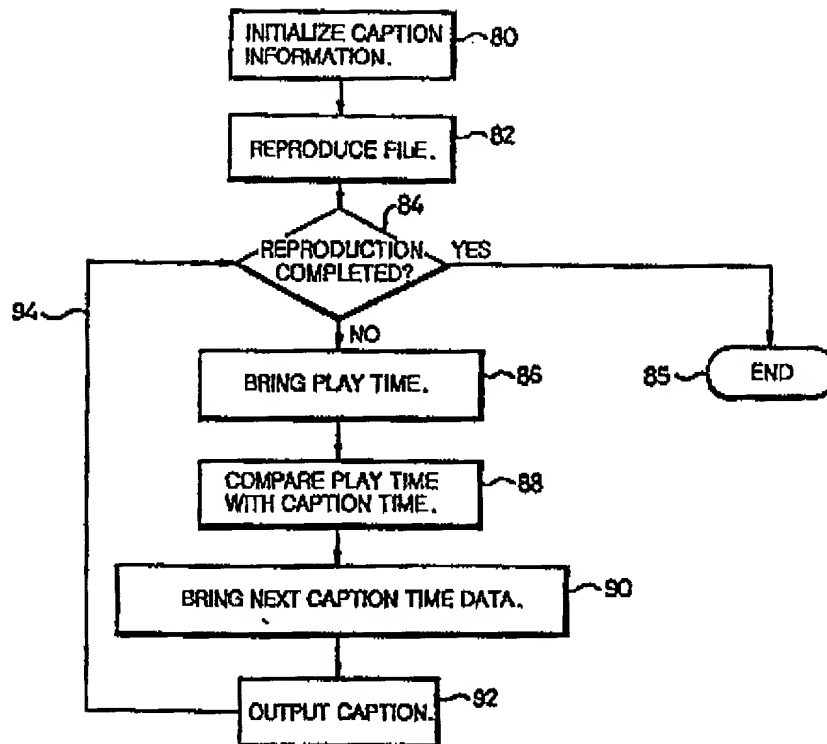 INITIALIZE CAPTION
INFORMATION.
80
REPRODUCE FILE.
82
84
REPRODUCTION
COMPLETED?
YES
94
NO
BRING PLAY TIME.
86
85
END
COMPARE PLAY TIME
WITH CAPTION TIME.
88
BRING NEXT CAPTION TIME DATA.
90
OUTPUT CAPTION.
92